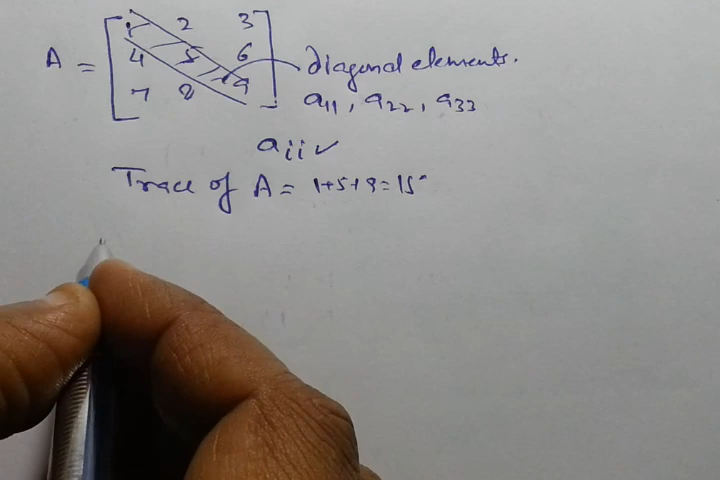 1 2 3
A = 4 5 6 diagonal elements.
7 8 9 a11, a22, a33
aii ✓
Trace of A = 1+5+9=15